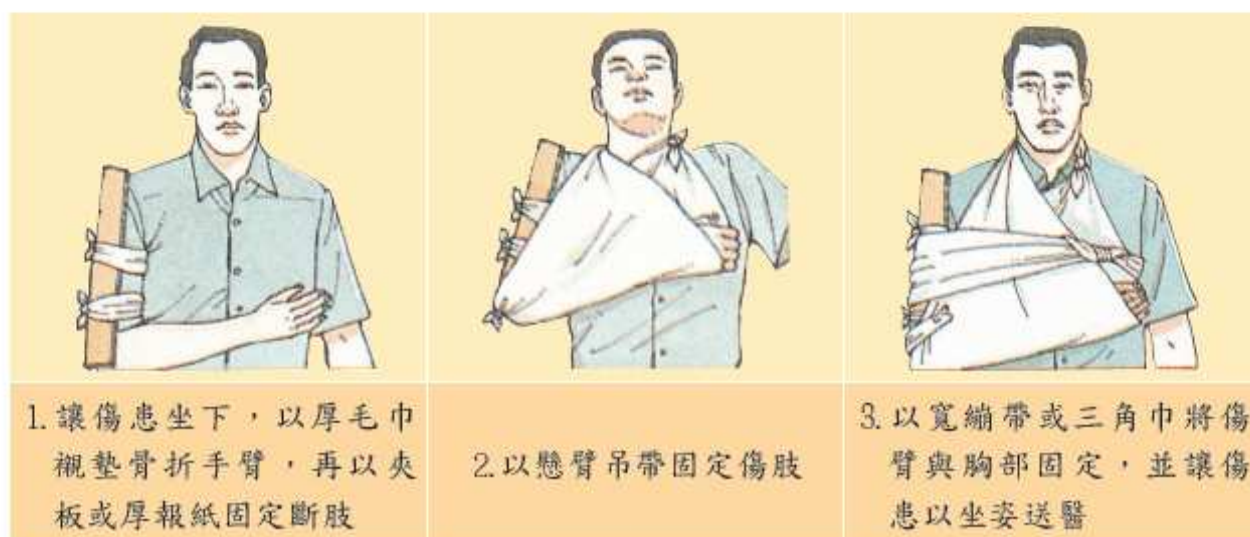 1.讓傷患坐下，以厚毛巾
襯墊骨折手臂，再以夾
板或厚報紙固定斷肢
2.以懸臂吊帶固定傷肢
3.以寬繃帶或三角巾將傷
臂與胸部固定，並讓傷
患以坐姿送醫